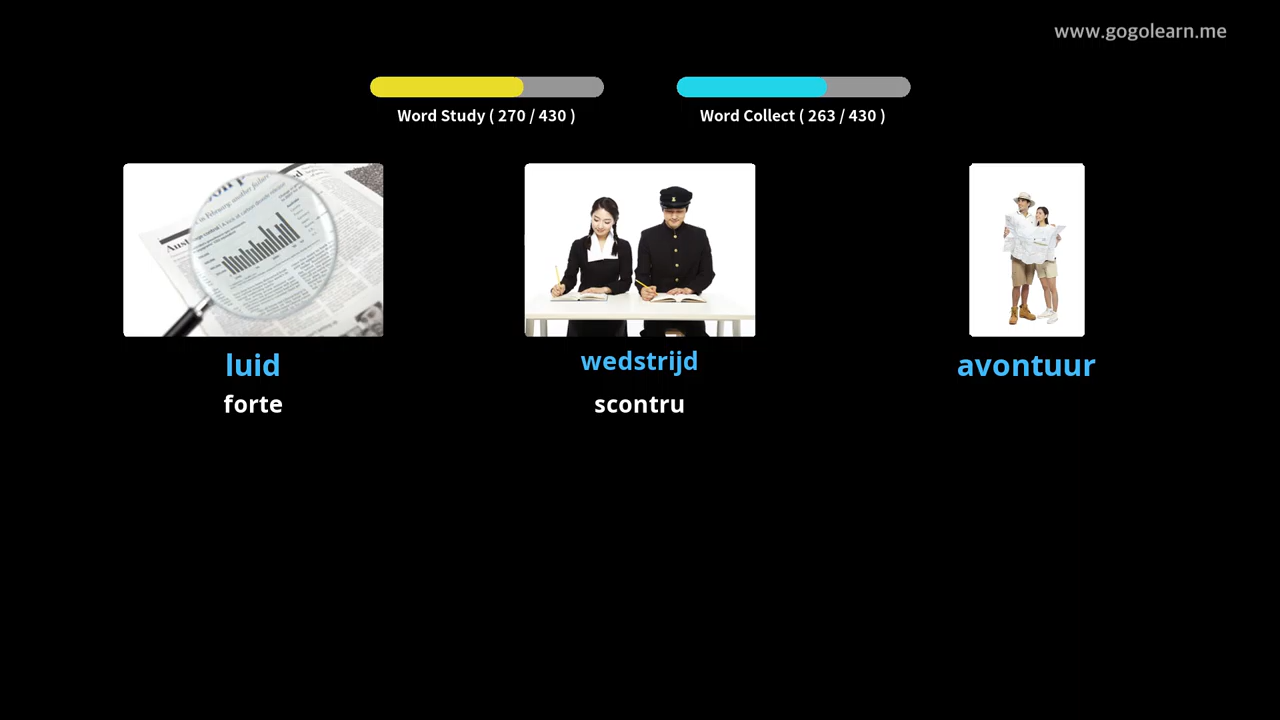 www.gogolearn.me
Word Study ( 270 / 430 )
Word Collect ( 263 / 430 )
luid
wedstrijd
avontuur
forte
scontru